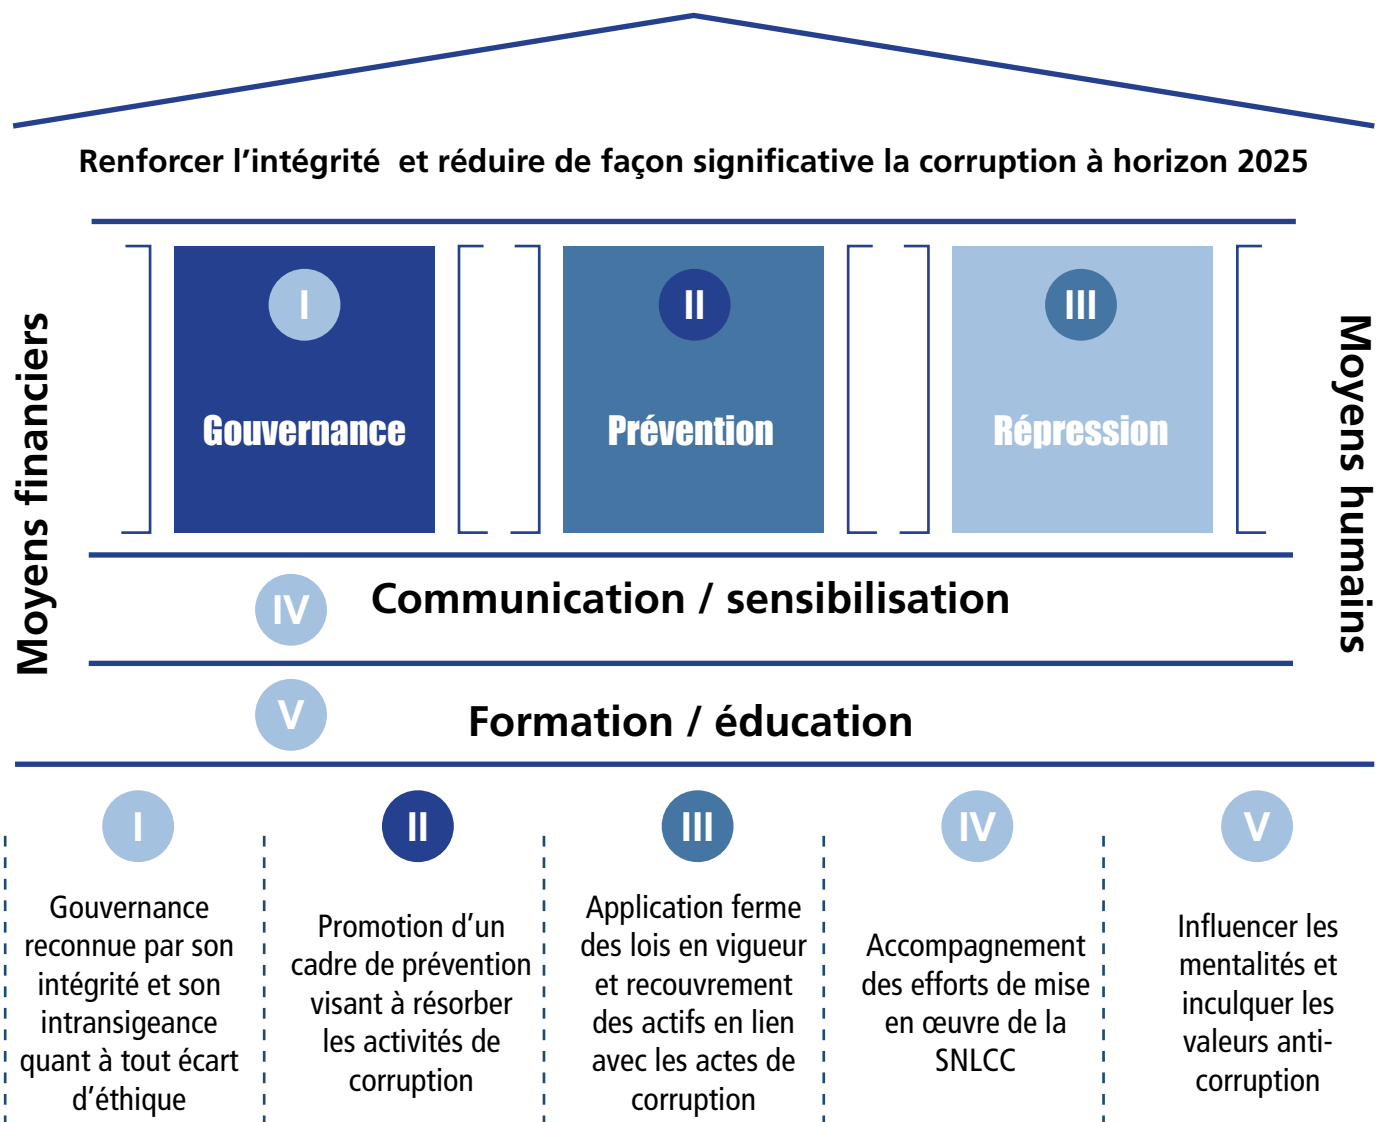 Renforcer l’intégrité  et réduire de façon significative la corruption à horizon 2025
Moyens financiers
I
Gouvernance
II
Prévention
III
Répression
Moyens humains
IV
Communication / sensibilisation
V
Formation / éducation
I
Gouvernance
reconnue par son
intégrité et son
intransigeance
quant à tout écart
d’éthique
II
Promotion d’un
cadre de prévention
visant à résorber
les activités de
corruption
III
Application ferme
des lois en vigueur
et recouvrement
des actifs en lien
avec les actes de
corruption
IV
Accompagnement
des efforts de mise
en œuvre de la
SNLCC
V
Influencer les
mentalités et
inculquer les
valeurs anti-
corruption